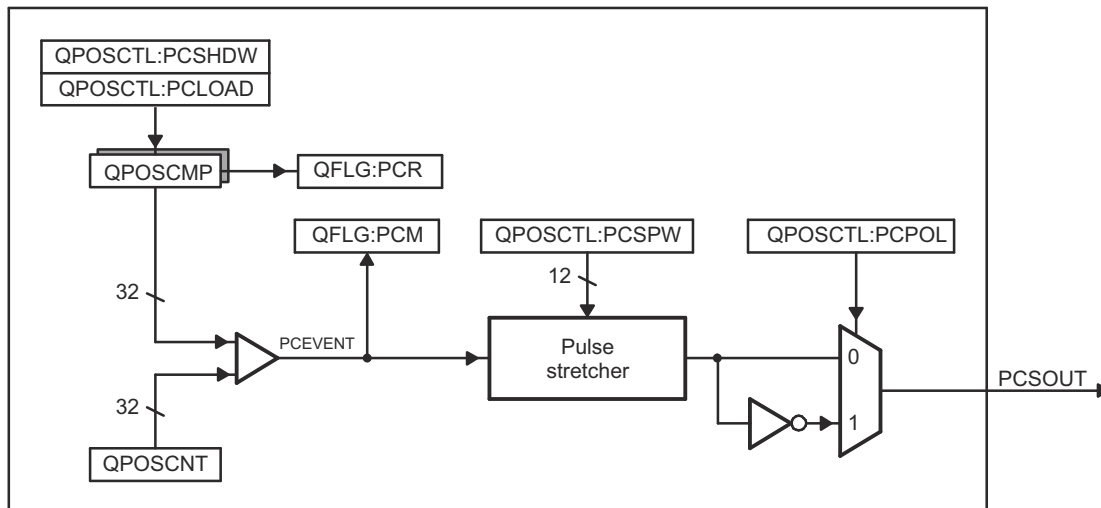 QPOSCTL:PCSHDW
QPOSCTL:PCLOAD
QPOSCMP
QFLG:PCR
QFLG:PCM
QPOSCTL:PCSPW
QPOSCTL:PCPOL
12
32
PCEVENT
Pulse
stretcher
0
PCSOUT
32
1
QPOSCNT